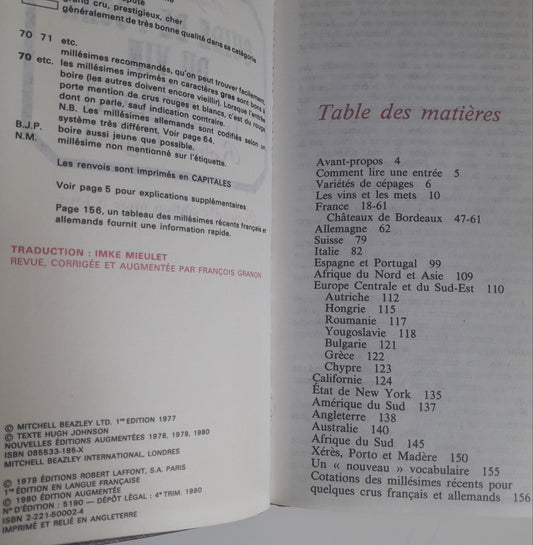 cru, prestigieux, cher
généralement de très bonne qualité dans sa catégorie
70 71 etc.
millésimes recommandés, qu'on peut trouver facilement,
70 etc. les millésimes imprimés en caractères gras sont bons à
boire (les autres doivent encore vieillir). Lorsque l'entrée
porte mention de crus rouges et blancs, c'est du rouge
dont on parle, sauf indication contraire.
N.B. Les millésimes allemands sont codifiés selon un
système très différent, Voir page 64.
B.J.P. boire aussi jeune que possible.
N.M. millésime non mentionné sur l'étiquette.
Les renvois sont imprimés en CAPITALES
Voir page 5 pour explications supplémentaires
Page 156, un tableau des millésimes récents français et
allemands fournit une information rapide.
TRADUCTION : IMKE MIEULET
REVUE, CORRIGÉE ET AUGMENTÉE PAR FRANÇOIS GRANON
© MITCHELL BEAZLEY LTD. 1re EDITION 1977
© TEXTE HUGH JOHNSON
NOUVELLES ÉDITIONS AUGMENTÉES 1978, 1979, 1980
ISBN 085533-195-X
MITCHELL BEAZLEY INTERNATIONAL, LONDRES
© 1979 ÉDITIONS ROBERT LAFFONT, S.A. PARIS
1re ÉDITION EN LANGUE FRANÇAISE
© 1980 ÉDITION AUGMENTÉE
N° D'ÉDITION : 5190 — DÉPÔT LÉGAL : 4e TRIM. 1980
ISBN 2-221-50002-4
IMPRIMÉ ET RELIÉ EN ANGLETERRE
Table des matières
Avant-propos 4
Comment lire une entrée 5
Variétés de cépages 6
Les vins et les mets 10
France 18-61
Châteaux de Bordeaux 47-61
Allemagne 62
Suisse 79
Italie 82
Espagne et Portugal 99
Afrique du Nord et Asie 109
Europe Centrale et du Sud-Est 110
Autriche 112
Hongrie 115
Roumanie 117
Yougoslavie 118
Bulgarie 121
Grèce 122
Chypre 123
Californie 124
État de New York 135
Amérique du Sud 137
Angleterre 138
Australie 140
Afrique du Sud 145
Xérès, Porto et Madère 150
Un « nouveau » vocabulaire 155
Cotations des millésimes récents pour
quelques crus français et allemands 156